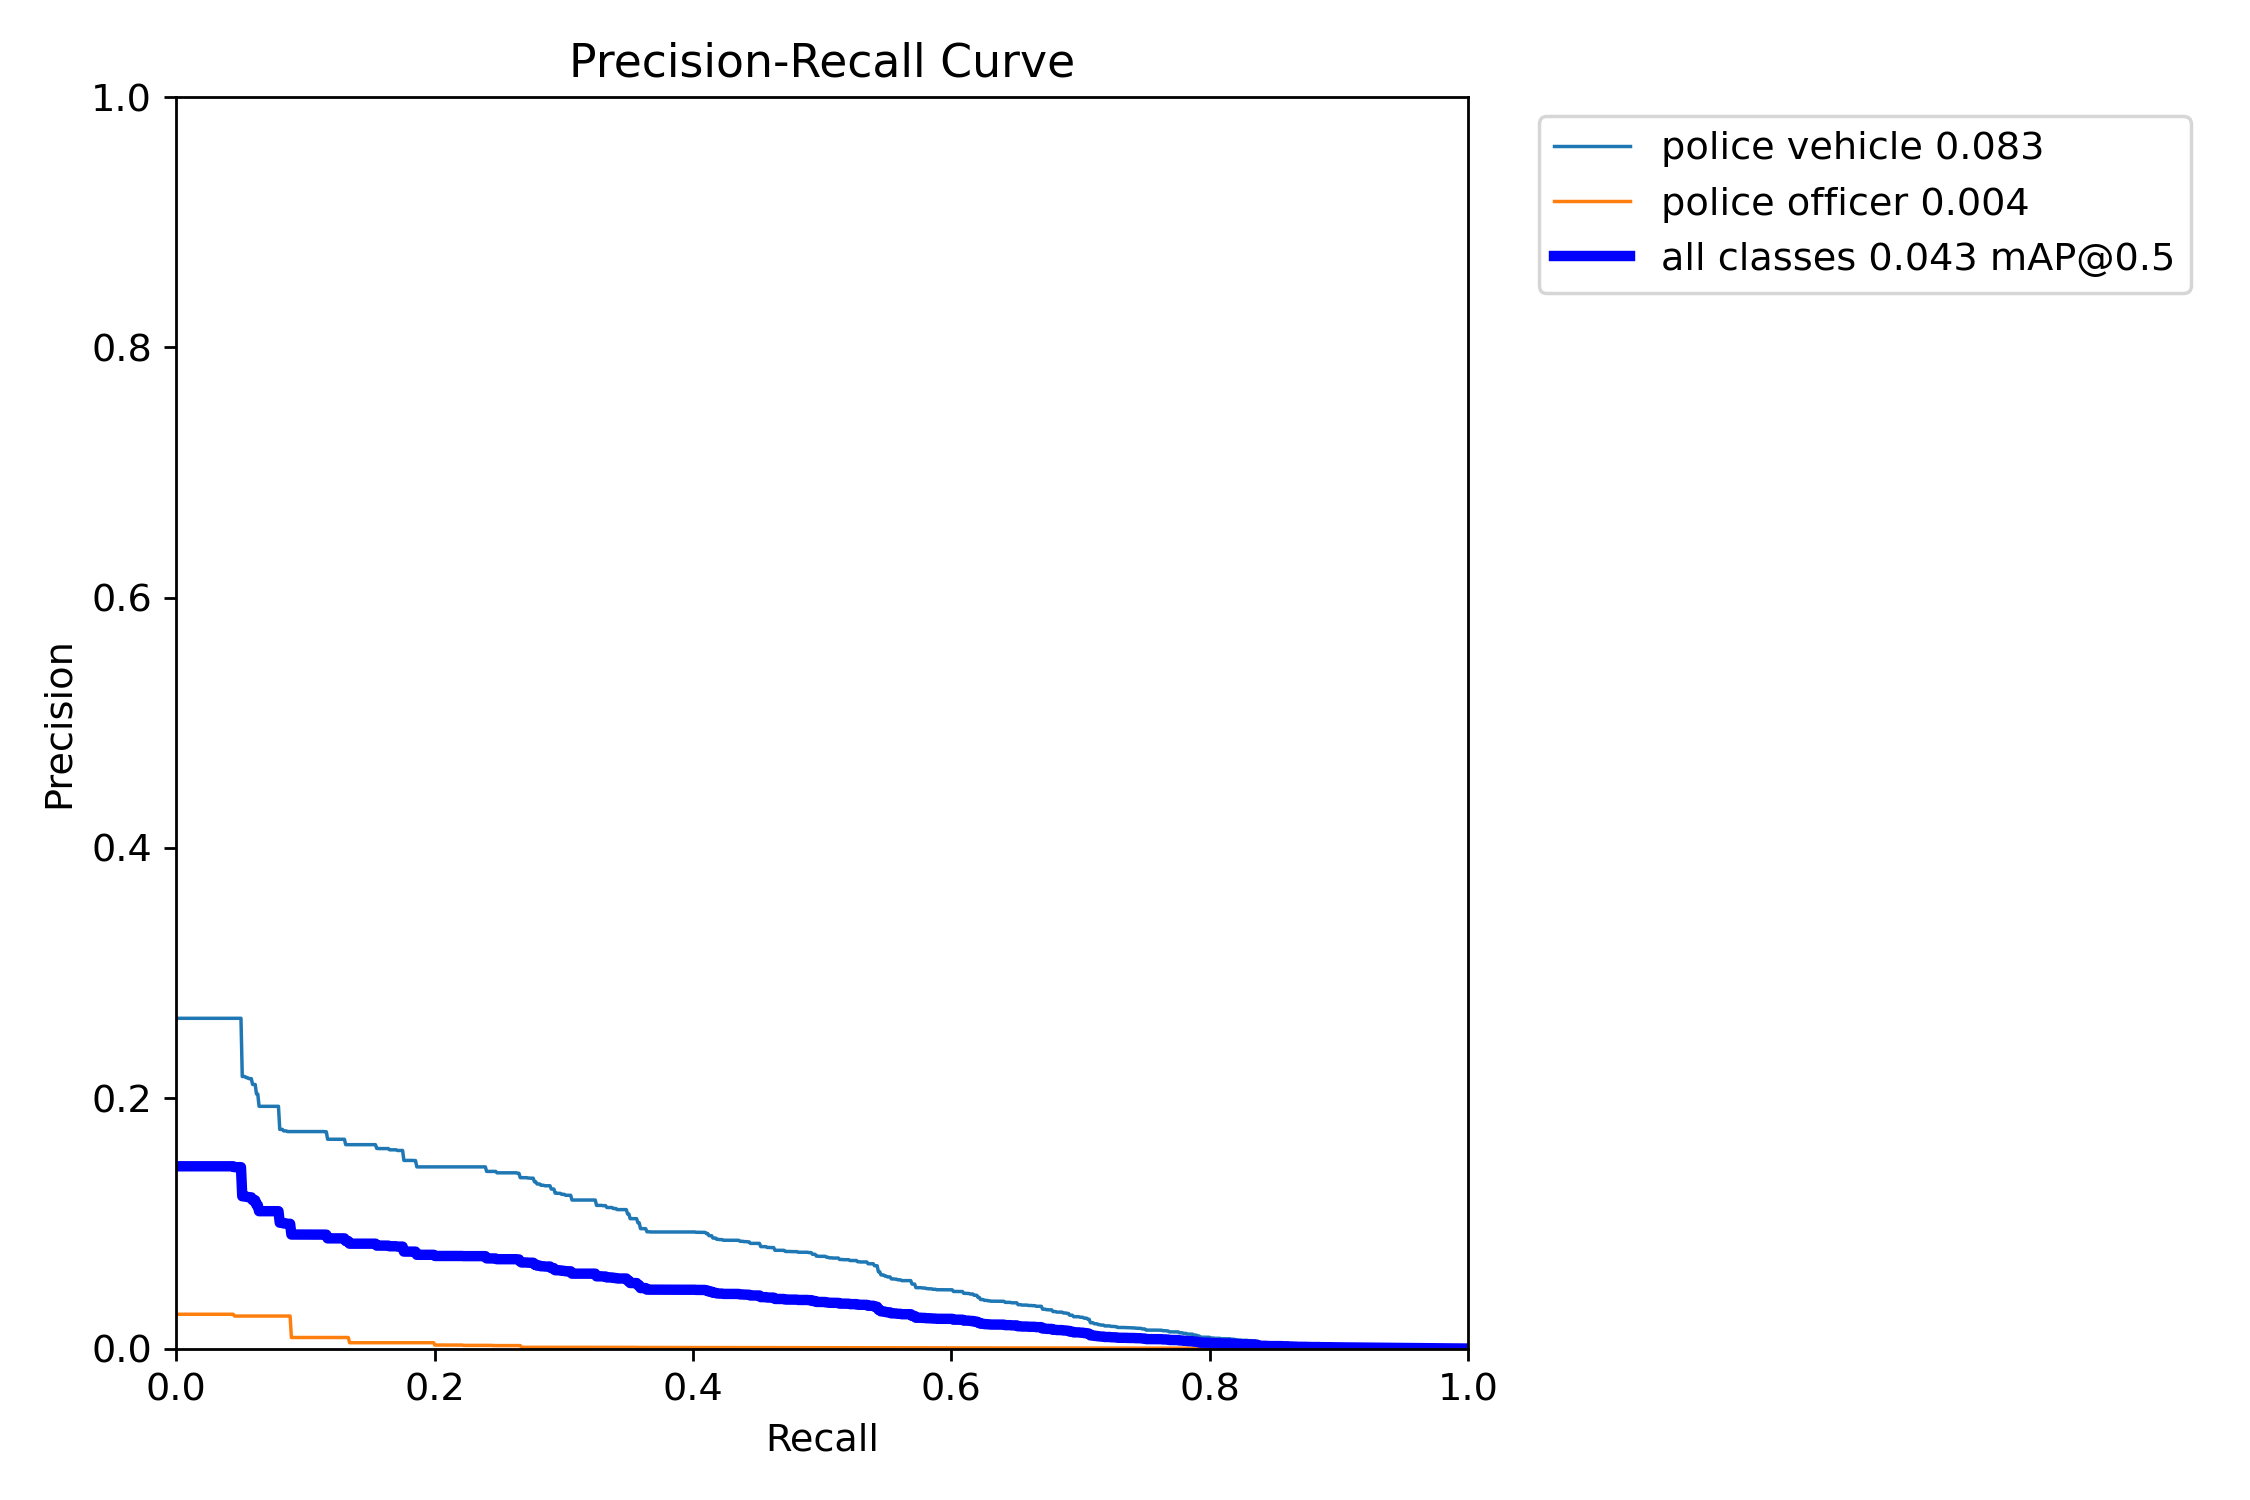 Precision-Recall Curve
1.0
0.8
0.6
0.4
0.2
0.0
Precision
0.0 0.2 0.4 0.6 0.8 1.0
Recall
police vehicle 0.083
police officer 0.004
all classes 0.043 mAP@0.5